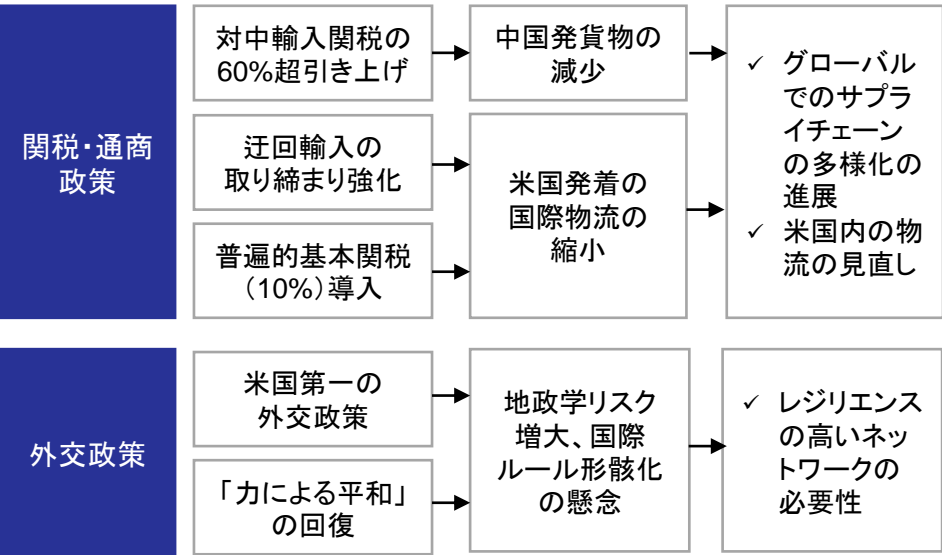 関税・通商
政策
対中輸入関税の
60%超引き上げ
中国発貨物の
減少
迂回輸入の
取り締まり強化
米国発着の
国際物流の
縮小
普遍的基本関税
（10%）導入
✓ グローバル
でのサプラ
イチェーン
の多様化の
進展
✓ 米国内の物
流の見直し
外交政策
米国第一の
外交政策
「力による平和」
の回復
地政学リスク
増大、国際
ルール形骸化
の懸念
✓ レジリエンス
の高いネッ
トワークの
必要性